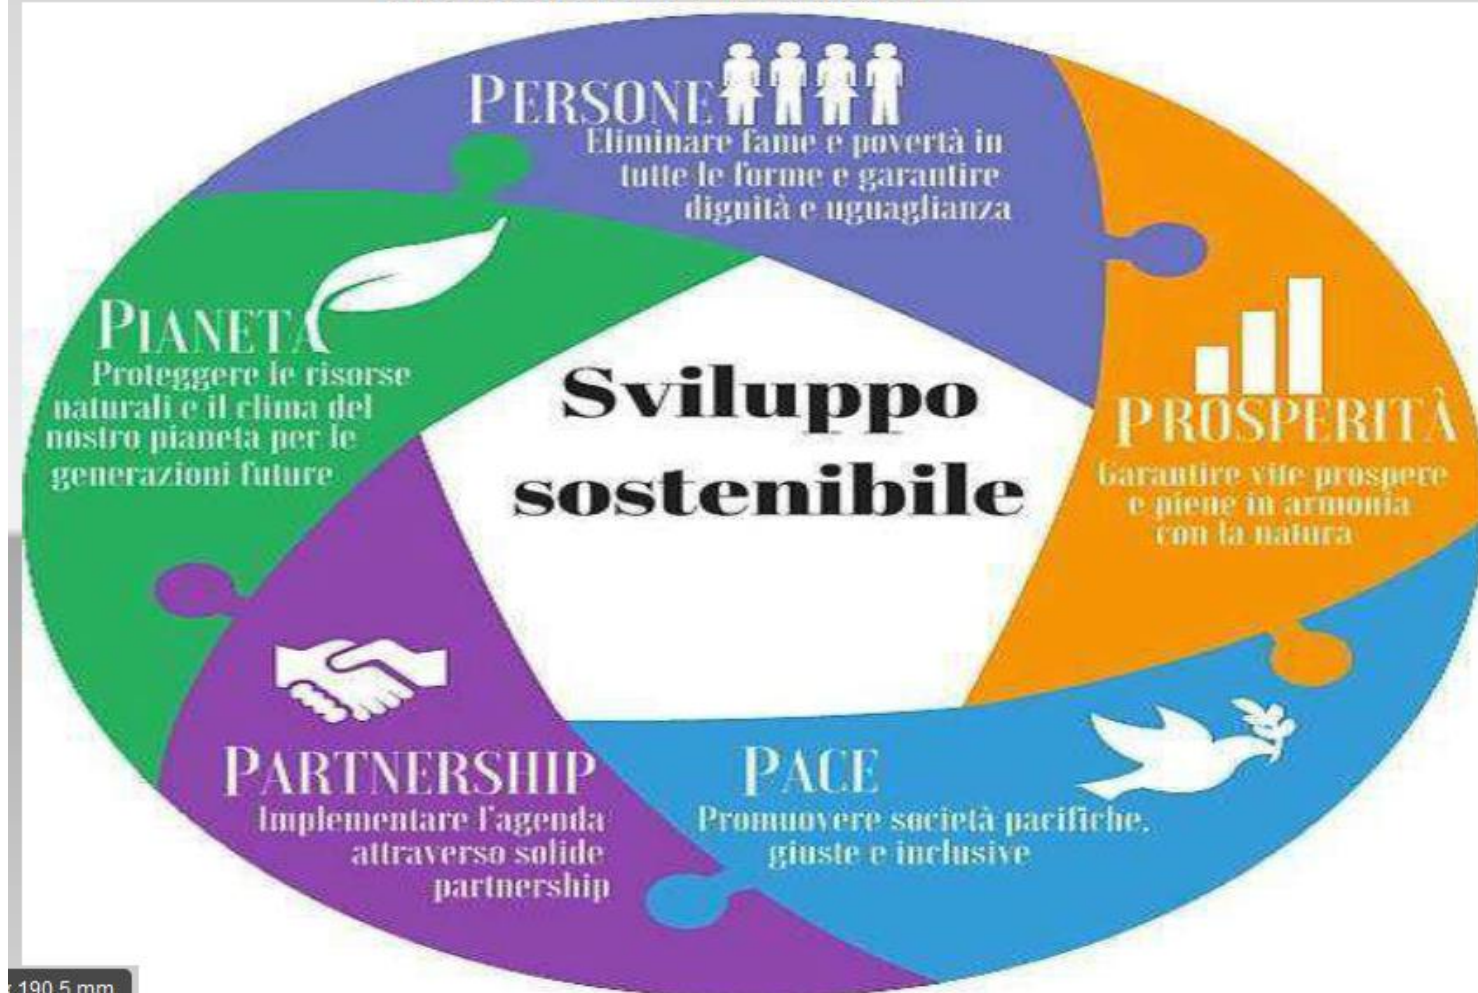 PERSONE
Eliminare fame e povertà in
tutte le forme e garantire
dignità e uguaglianza
PIANETA
Proteggere le risorse
naturali e il clima del
nostro pianeta per le
generazioni future
Sviluppo
sostenibile
PROSPERITÀ
Garantire vite prospere
e piene in armonia
con la natura
PARTNERSHIP
Implementare l'agenda
attraverso solide
partnership
PACE
Promuovere società pacifiche,
giuste e inclusive
190,5 mm